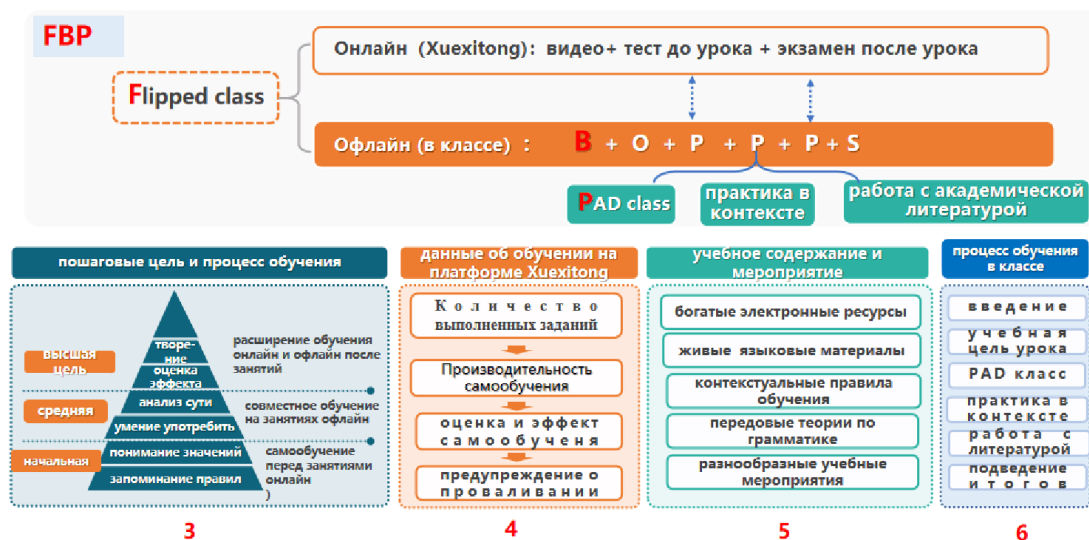 FBP
Онлайн (Xuexitong): видео+ тест до урока + экзамен после урока
Flipped class
Офлайн (в классе) : B + O + P + P + P + S
PAD class
практика в
контексте
работа с академической
литературой
пошаговые цель и процесс обучения
данные об обучении на
платформе Xuexitong
учебное содержание и
мероприятие
процесс обучения
в классе
высшая
цель
средняя
начальная
творе-
ние
оценка
эффекта
анализ сути
умение употребить
понимание значений
запоминание правил
расширение обучения
онлайн и офлайн после
занятий
совместное обучение
на занятиях офлайн
самообучение
перед занятиями
онлайн
)
Количество
выполненных заданий
Производительность
самообучения
оценка и эффект
самообученя
предупреждение о
проваливании
богатые электронные ресурсы
живые языковые материалы
контекстуальные правила
обучения
передовые теории по
грамматике
разнообразные учебные
мероприятия
введение
учебная
цель урока
PAD класс
практика в
контексте
работа с
литературой
подведение
итогов
3
4
5
6